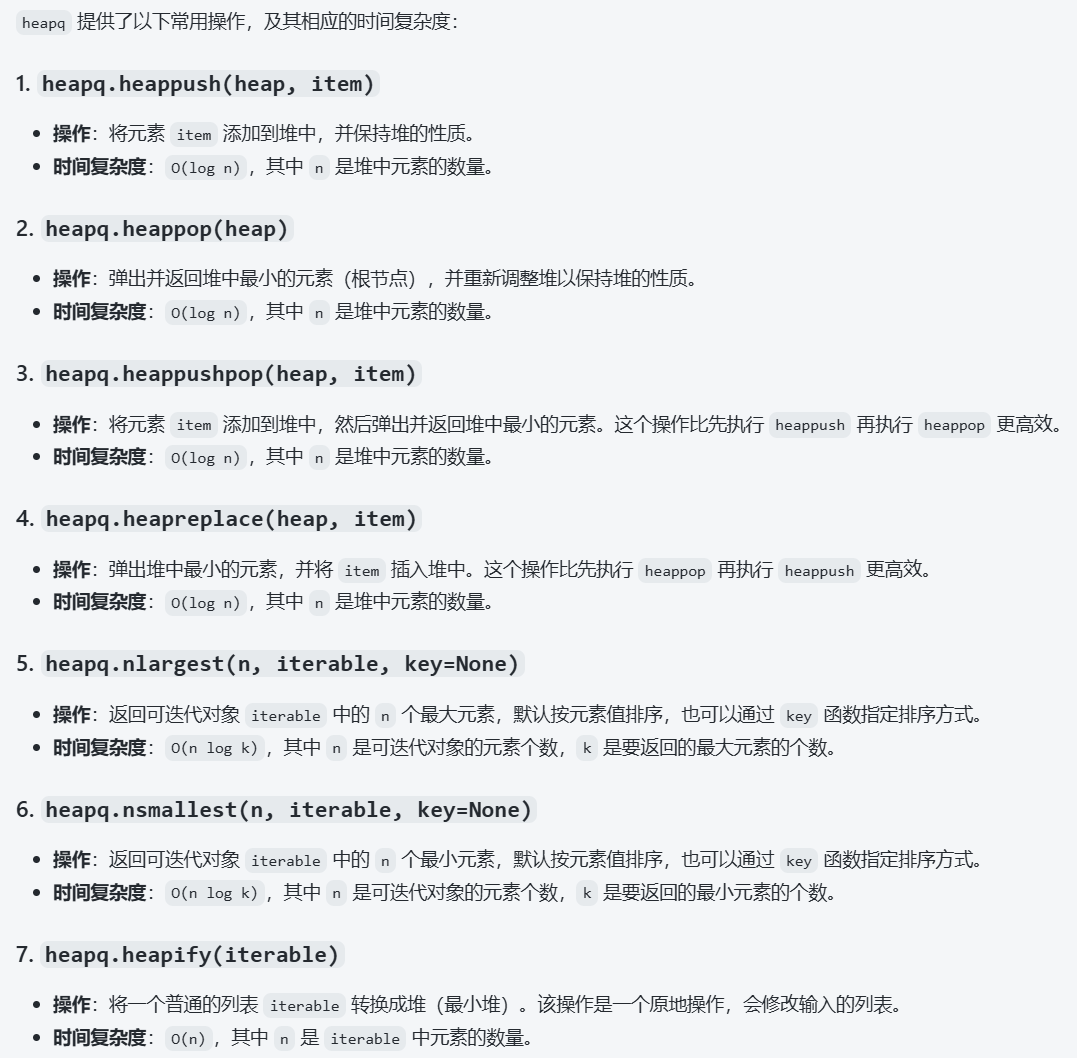 heapq 提供了以下常用操作，及其相应的时间复杂度：
1. heapq.heappush(heap, item)
• 操作：将元素 item 添加到堆中，并保持堆的性质。
• 时间复杂度：O(log n)，其中 n 是堆中元素的数量。
2. heapq.heappop(heap)
• 操作：弹出并返回堆中最小的元素（根节点），并重新调整堆以保持堆的性质。
• 时间复杂度：O(log n)，其中 n 是堆中元素的数量。
3. heapq.heappushpop(heap, item)
• 操作：将元素 item 添加到堆中，然后弹出并返回堆中最小的元素。这个操作比先执行 heappush 再执行 heappop 更高效。
• 时间复杂度：O(log n)，其中 n 是堆中元素的数量。
4. heapq.heapreplace(heap, item)
• 操作：弹出堆中最小的元素，并将 item 插入堆中。这个操作比先执行 heappop 再执行 heappush 更高效。
• 时间复杂度：O(log n)，其中 n 是堆中元素的数量。
5. heapq.nlargest(n, iterable, key=None)
• 操作：返回可迭代对象 iterable 中的 n 个最大元素，默认按元素值排序，也可以通过 key 函数指定排序方式。
• 时间复杂度：O(n log k)，其中 n 是可迭代对象的元素个数，k 是要返回的最大元素的个数。
6. heapq.nsmallest(n, iterable, key=None)
• 操作：返回可迭代对象 iterable 中的 n 个最小元素，默认按元素值排序，也可以通过 key 函数指定排序方式。
• 时间复杂度：O(n log k)，其中 n 是可迭代对象的元素个数，k 是要返回的最小元素的个数。
7. heapq.heapify(iterable)
• 操作：将一个普通的列表 iterable 转换成堆（最小堆）。该操作是一个原地操作，会修改输入的列表。
• 时间复杂度：O(n)，其中 n 是 iterable 中元素的数量。